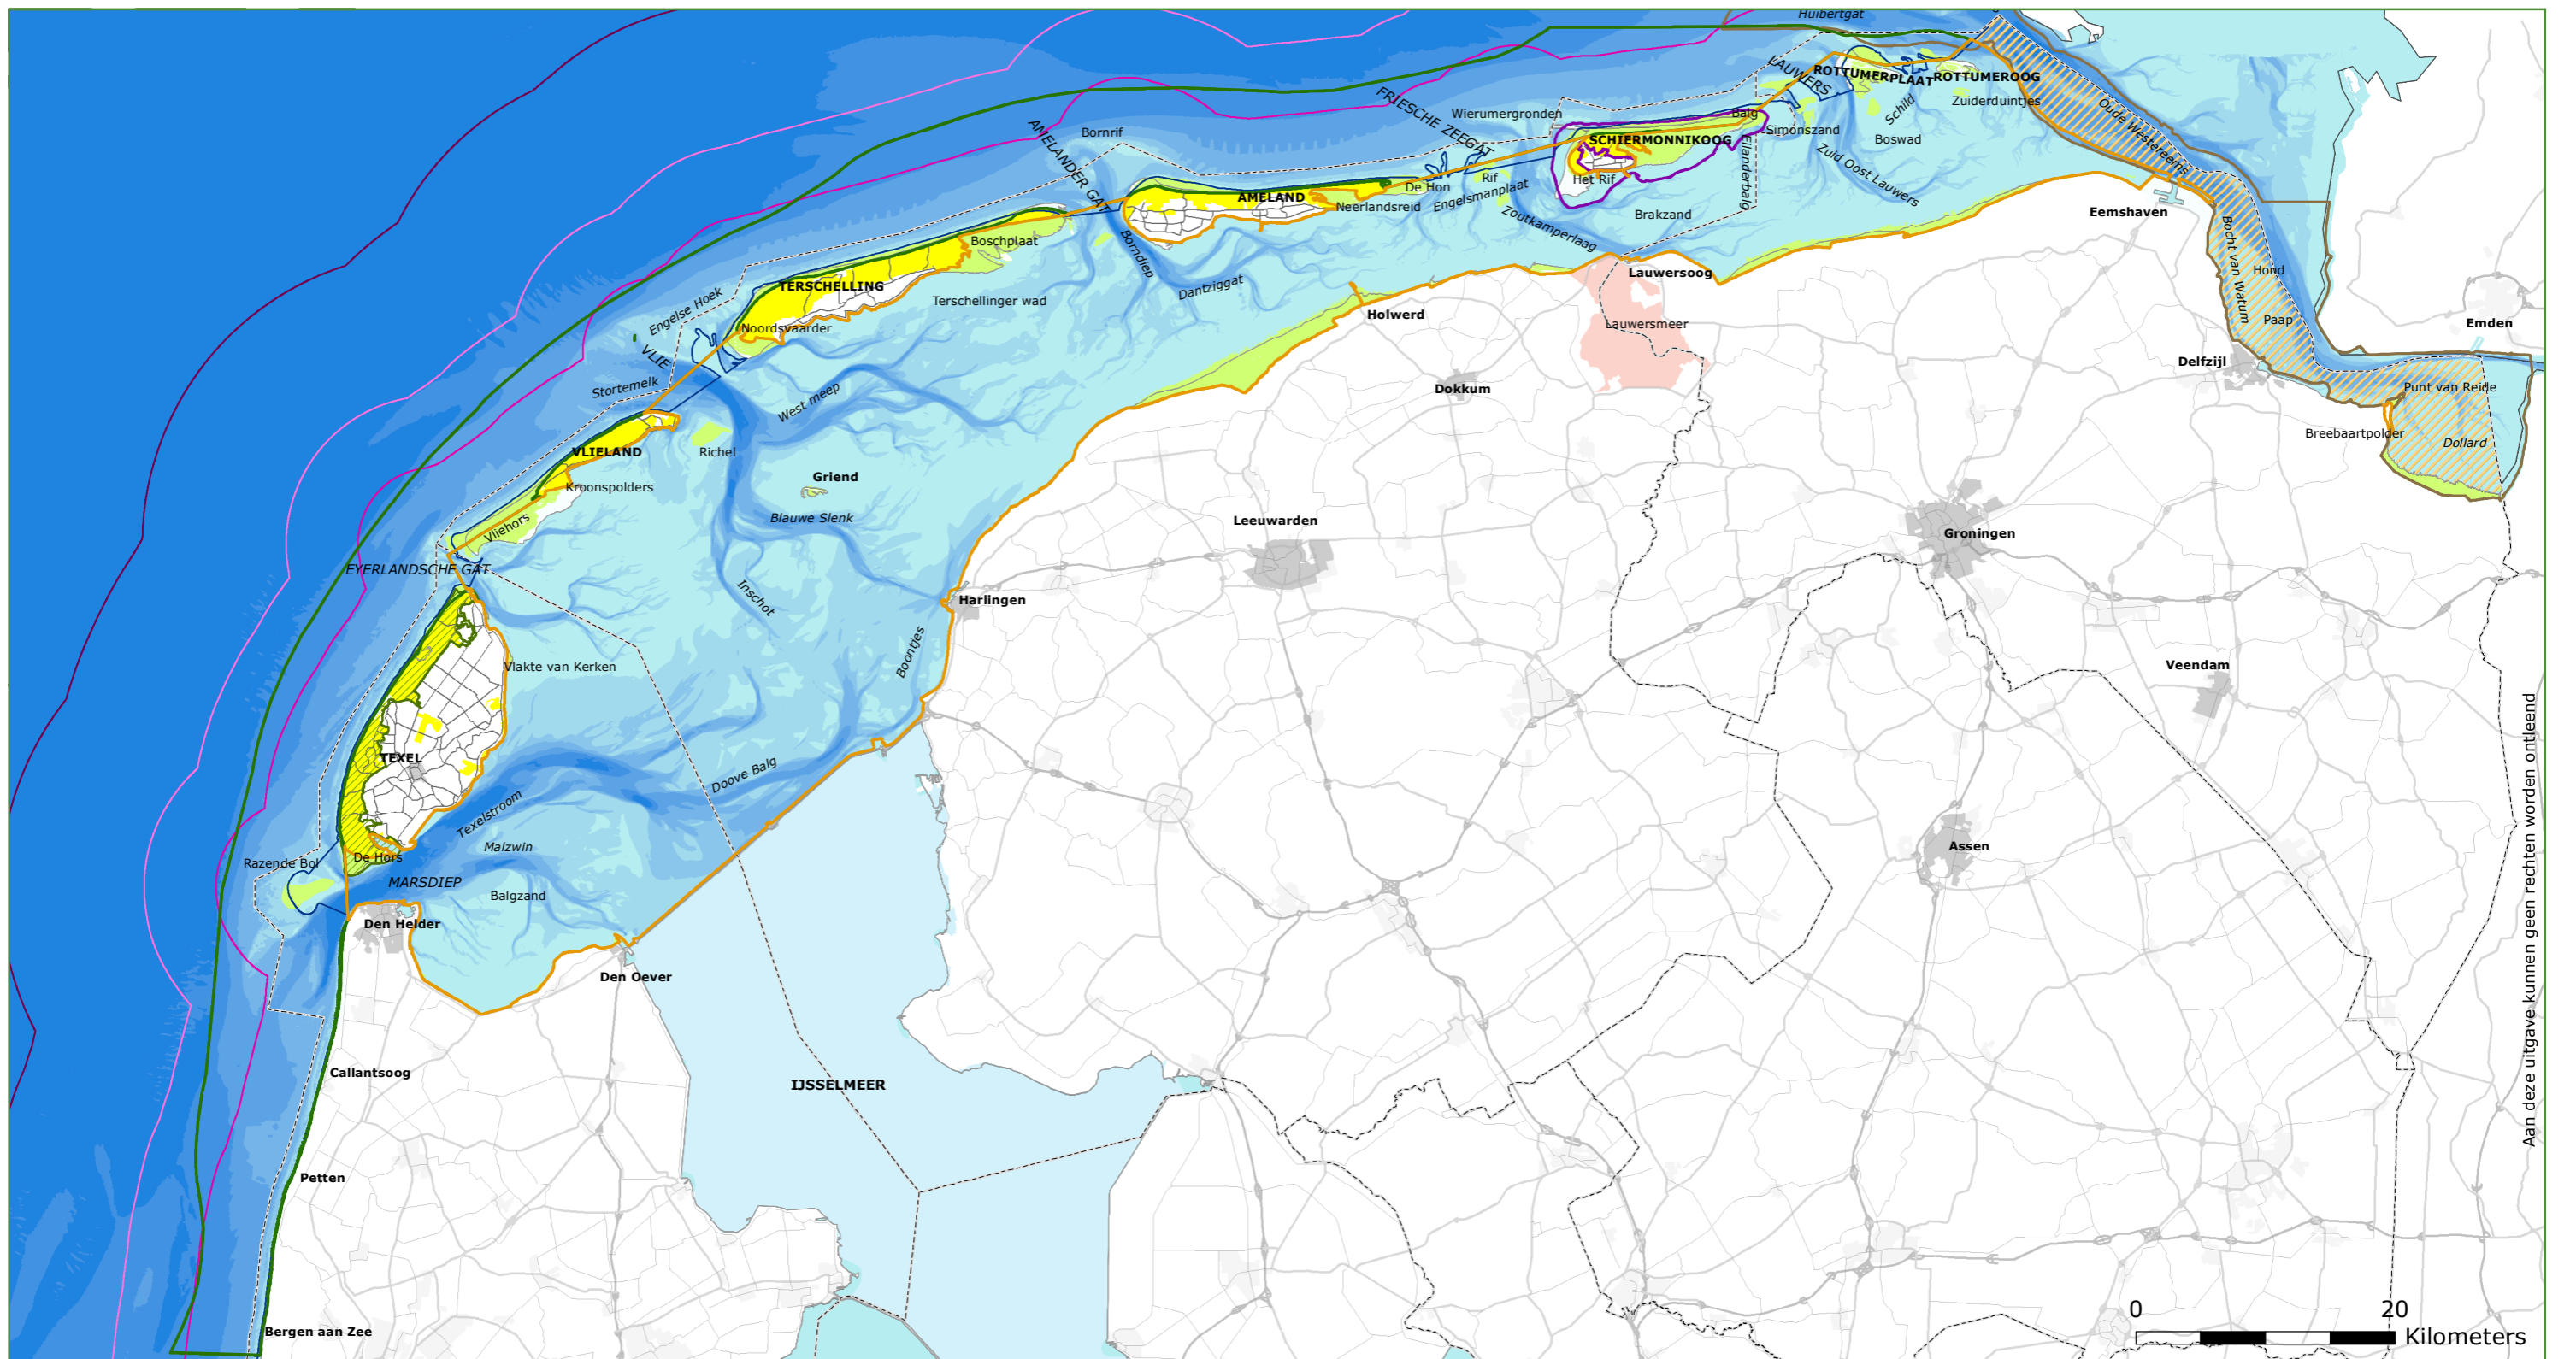 Huibertgat
LAUWERS
ROTTUMERPLAAT
ROTTUMEROOG
Zuiderduintjes
Schild
Oude Westereems
FRIESCHE ZEEGAT
Wierumergronden
Balg
Simonszand
Boswad
Bornrif
AMELANDER GAT
SCHIERMONNIKOOG
Eilanderbalg
Zuid Oost Lauwers
Het Rif
Rif
De Hon
Engelsmanplaat
AMELAND
Neerlandsreid
Zoutkamperlaag
Brakzand
Eemshaven
Bocht van Watum
Boschplaat
Borndiep
Dantziggat
Lauwersoog
Hond
TERSCHELLING
Terschellinger wad
Engelse Hoek
Noordsvaarder
Holwerd
Lauwersmeer
Paap
Emden
VLIE
Stortemelk
West meep
Dokkum
Delfzijl
Punt van Reide
Breebaartpolder
Dollard
VLIELAND
Richel
Kroonspolders
Griend
Vliehors
Blauwe Slenk
Leeuwarden
Groningen
EYERLANDSCHE GAT
Inschot
Harlingen
Boontjes
Vlakte van Kerken
Veendam
TEXEL
Doove Balg
Texelstroom
Malzwin
Razende Bol
De Hors
MARSDIEP
Balgzand
Assen
Den Helder
Den Oever
Callantsoog
IJSSELMEER
Petten
Bergen aan Zee
Aan deze uitgave kunnen geen rechten worden ontleend
0 20
Kilometers